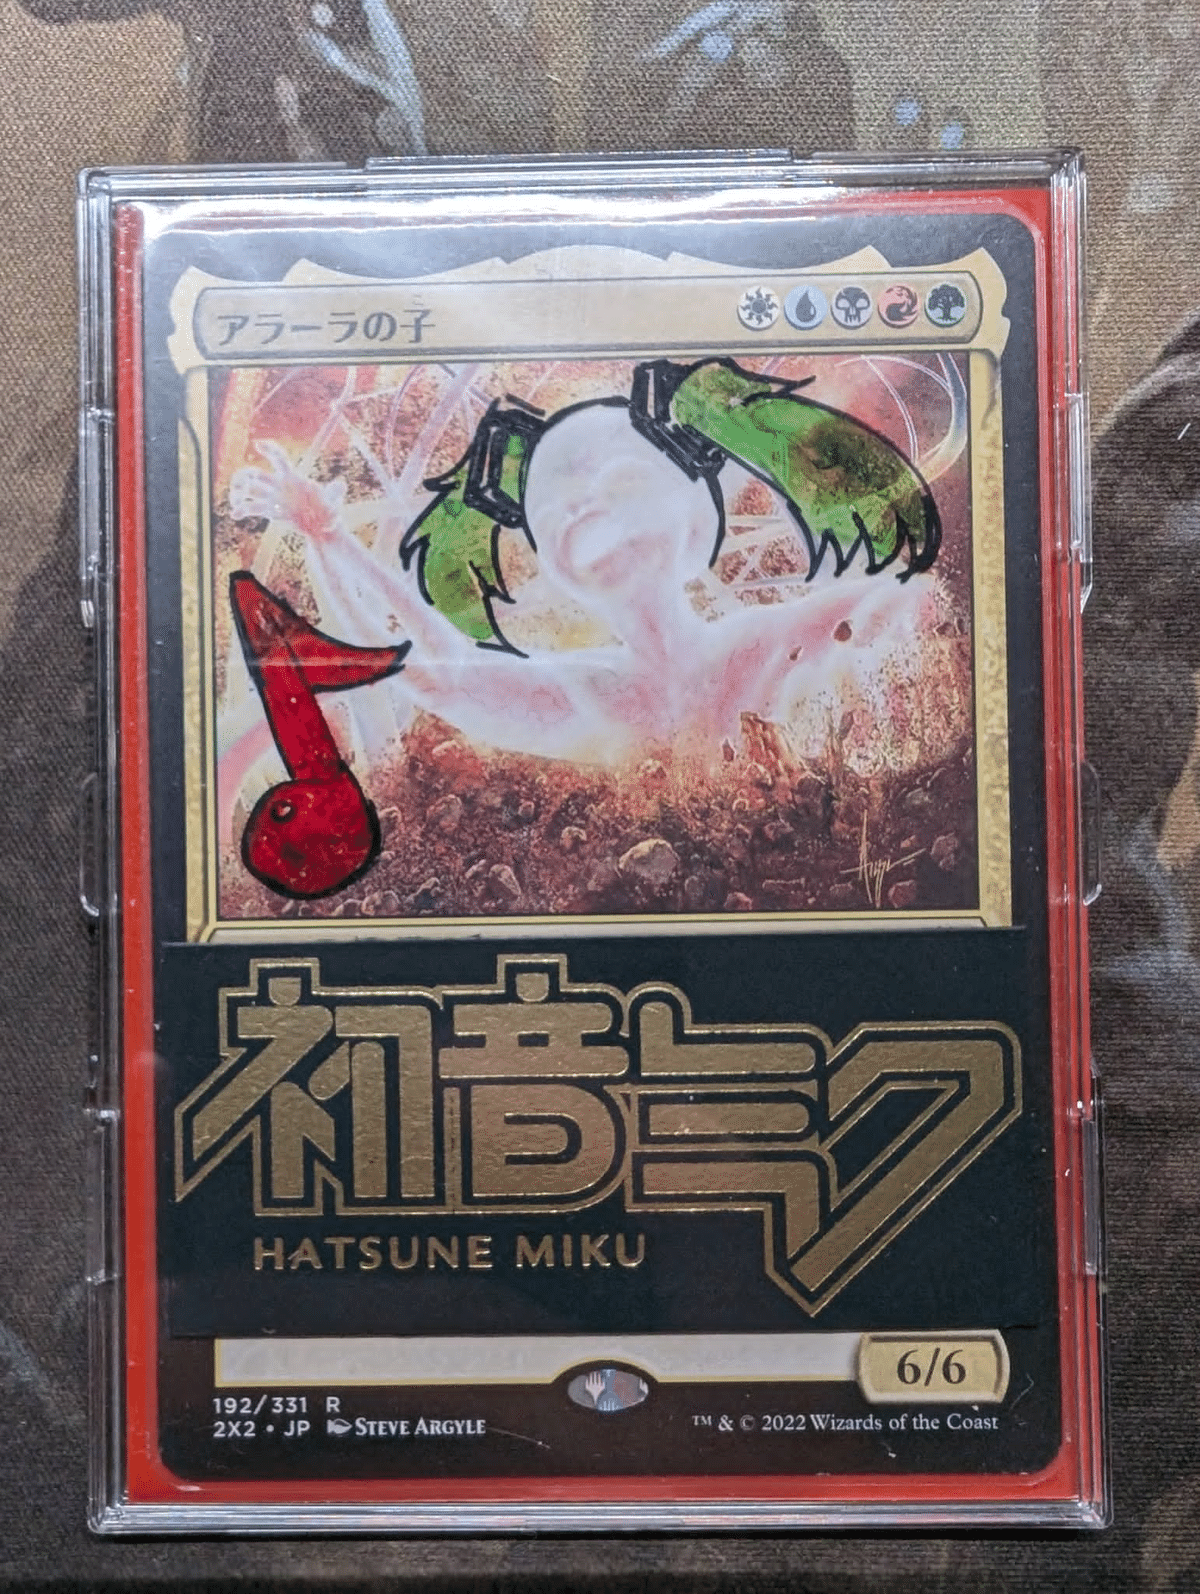 アラーラの子
初音ミク
HATSUNE MIKU
6/6
192/331 R
2X2 • JP STEVE ARGYLE
™ & © 2022 Wizards of the Coast